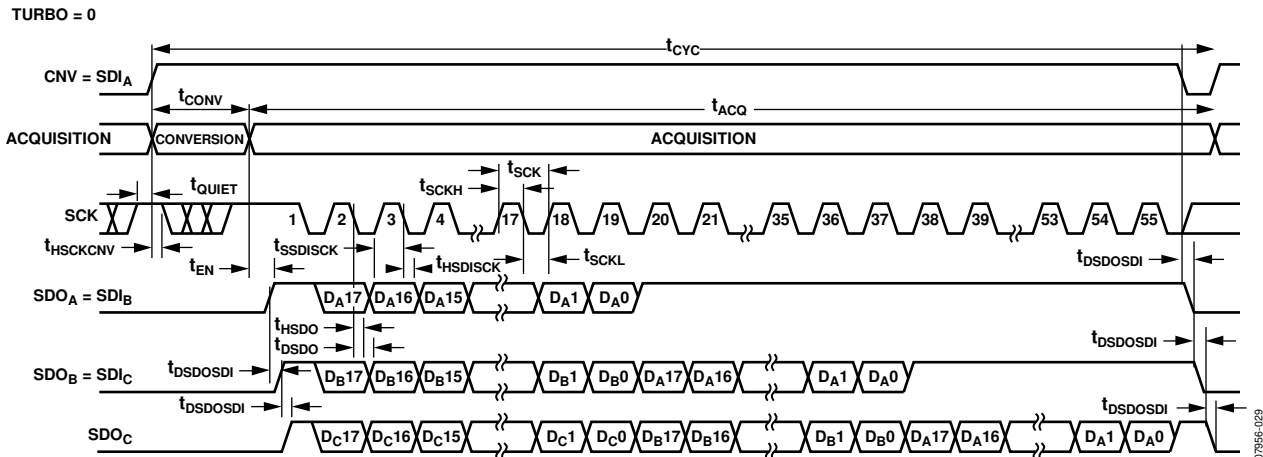 TURBO = 0
tCYC
CNV = SDIA
tCONV
tACQ
ACQUISITION CONVERSION ACQUISITION
tSCK
tQUIET tSCKH
SCK 1 2 3 4 17 18 19 20 21 35 36 37 38 39 53 54 55
tHSCKCNV tSSDISCK
tEN tHSDISCK tSCKL tDSDOSDI
SDOA = SDIB DA17 DA16 DA15 DA1 DA0
tHSDO
tDSDO tDSDOSDI
tDSDOSDI
SDOB = SDIC DB17 DB16 DB15 DB1 DB0 DA17 DA16 DA1 DA0
tDSDOSDI tDSDOSDI
SDOC DC17 DC16 DC15 DC1 DC0 DB17 DB16 DB1 DB0 DA17 DA16 DA1 DA0
07956-029